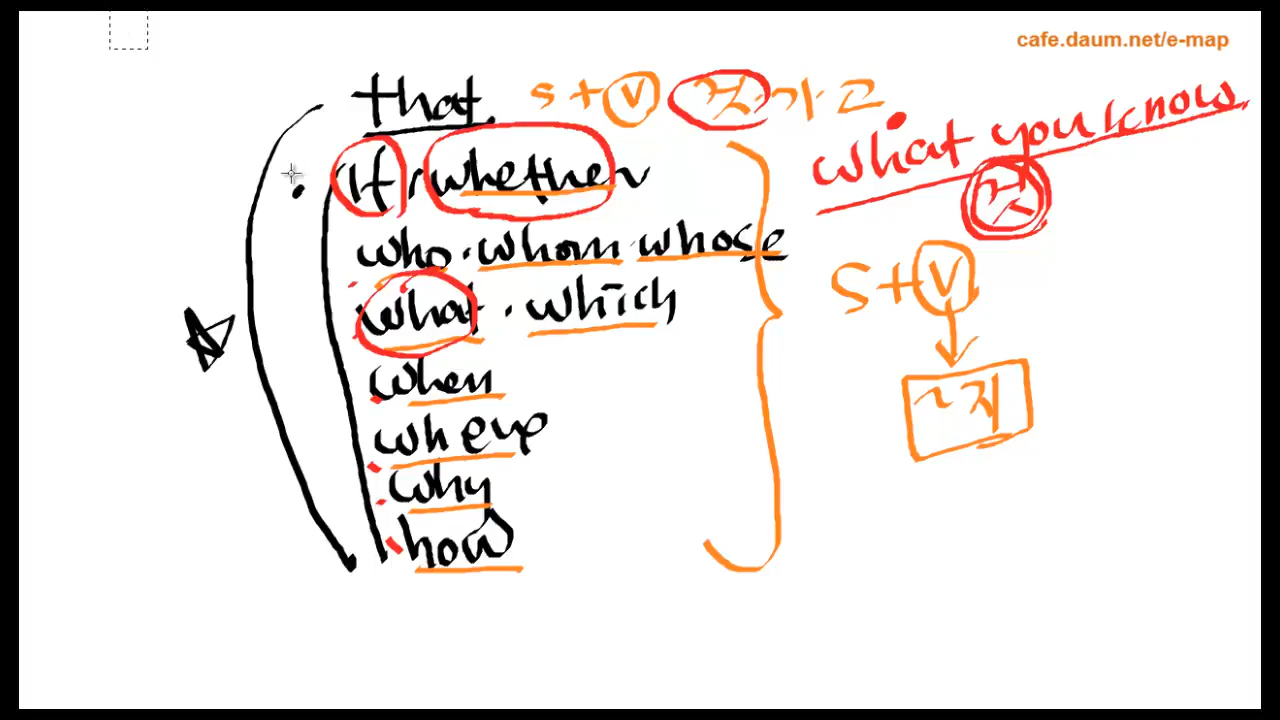 cafe.daum.net/e-map
that. S + V 것·가 고
what you know
것
if, whether
who·whom·whose
S + V
what·which
~지
when
where
why
how